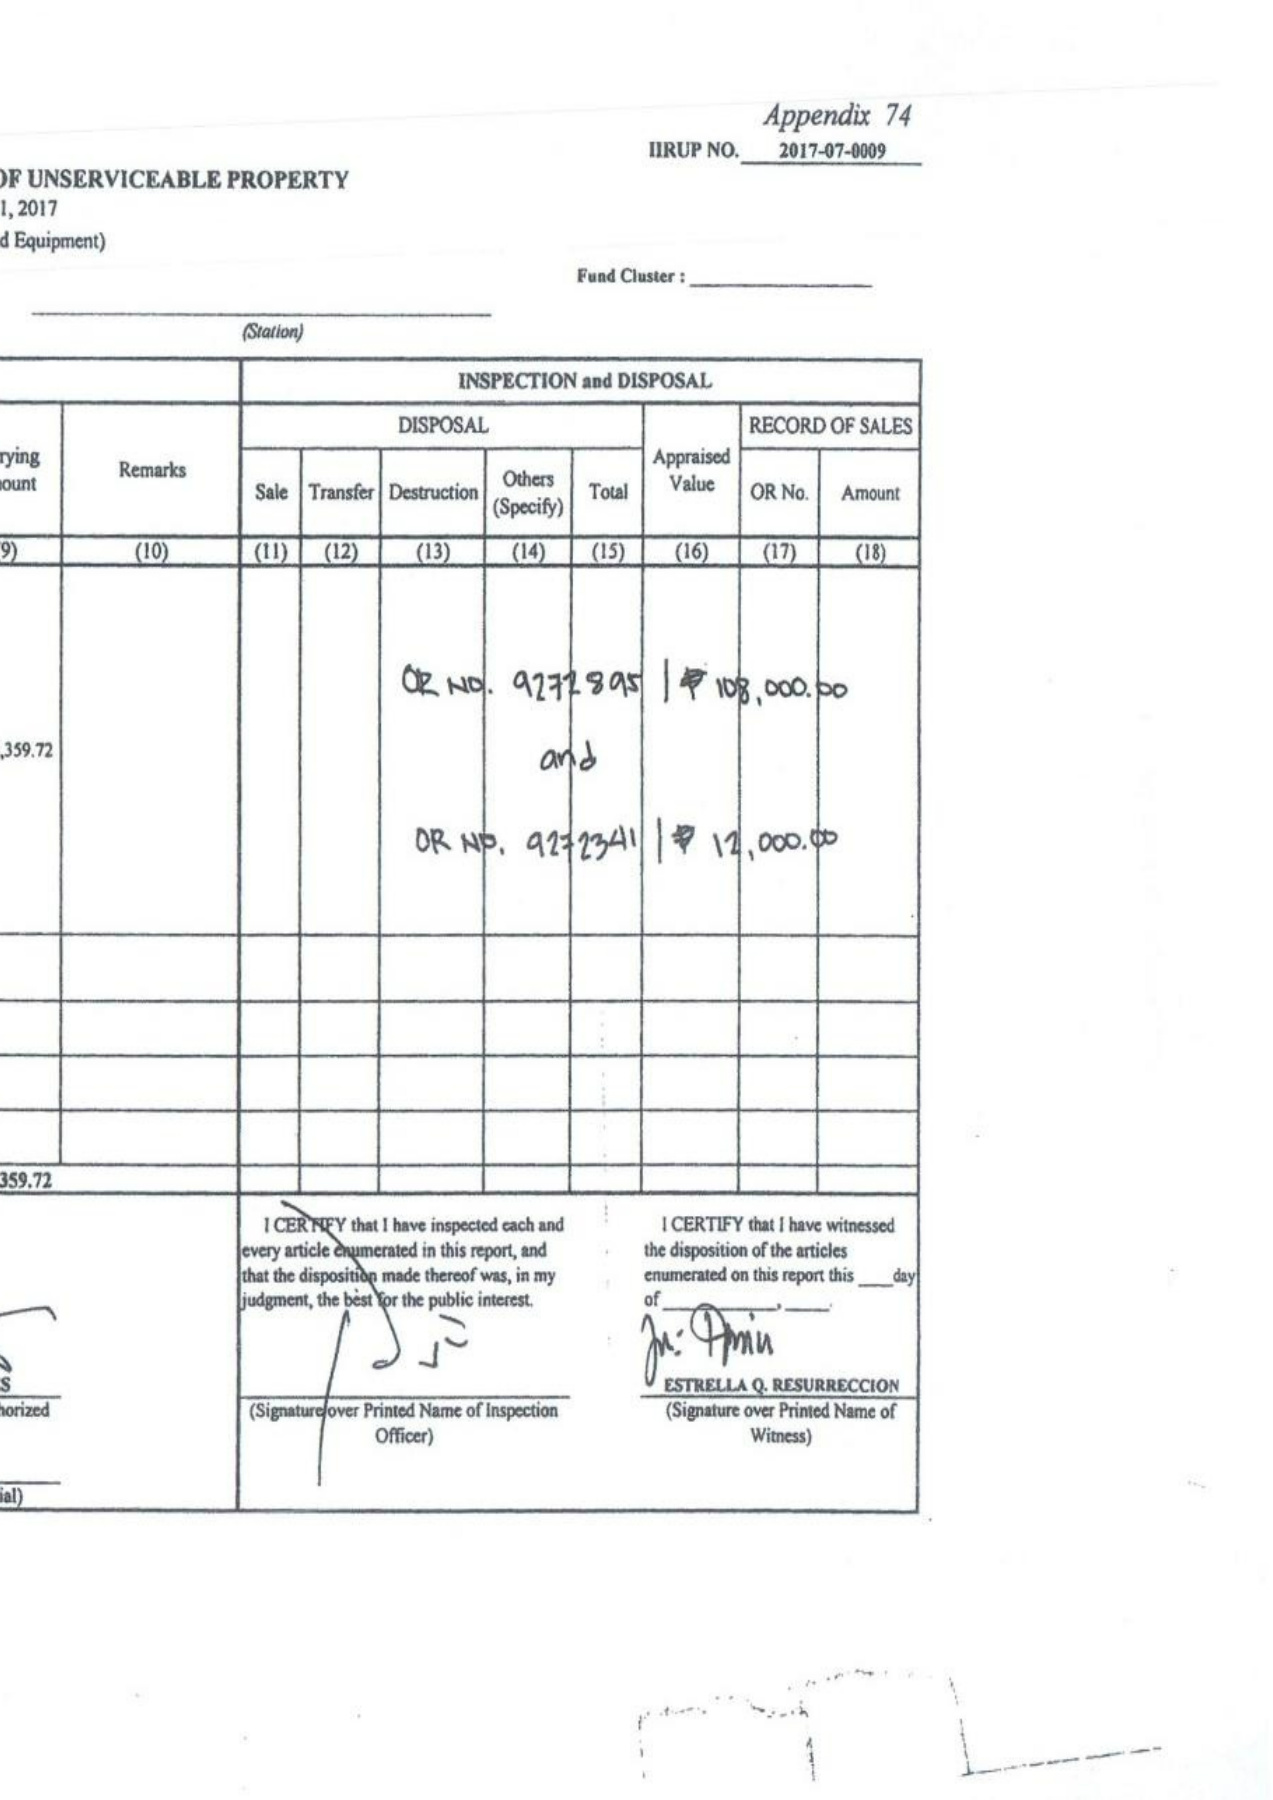 Appendix 74
IIRUP NO. 2017-07-0009
OF UNSERVICEABLE PROPERTY
1, 2017
d Equipment)
Fund Cluster :
(Station)
INSPECTION and DISPOSAL
DISPOSAL
RECORD OF SALES
rying
ount
Remarks
Sale
Transfer
Destruction
Others
(Specify)
Total
Appraised
Value
OR No.
Amount
9)
(10)
(11)
(12)
(13)
(14)
(15)
(16)
(17)
(18)
OR NO. 9272895 | ₱ 108,000.00
,359.72
and
OR NO. 9272341 | ₱ 12,000.00
359.72
I CERTIFY that I have inspected each and
every article enumerated in this report, and
that the disposition made thereof was, in my
judgment, the best for the public interest.
I CERTIFY that I have witnessed
the disposition of the articles
enumerated on this report this ____day
of ________, ____.
S
ESTRELLA Q. RESURRECCION
horized
(Signature over Printed Name of Inspection
Officer)
(Signature over Printed Name of
Witness)
ial)